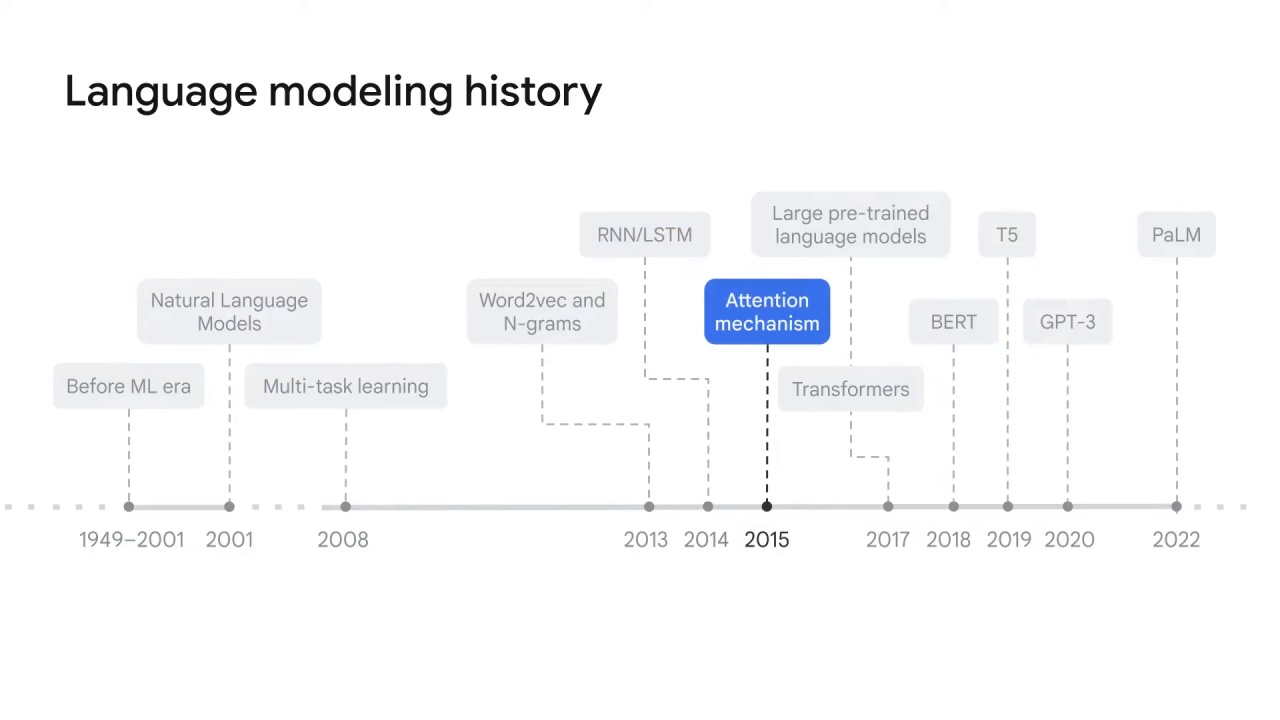 Language modeling history
Large pre-trained
language models
RNN/LSTM
T5
PaLM
Natural Language
Models
Word2vec and
N-grams
Attention
mechanism
BERT
GPT-3
Before ML era
Multi-task learning
Transformers
1949–2001
2001
2008
2013
2014
2015
2017
2018
2019
2020
2022